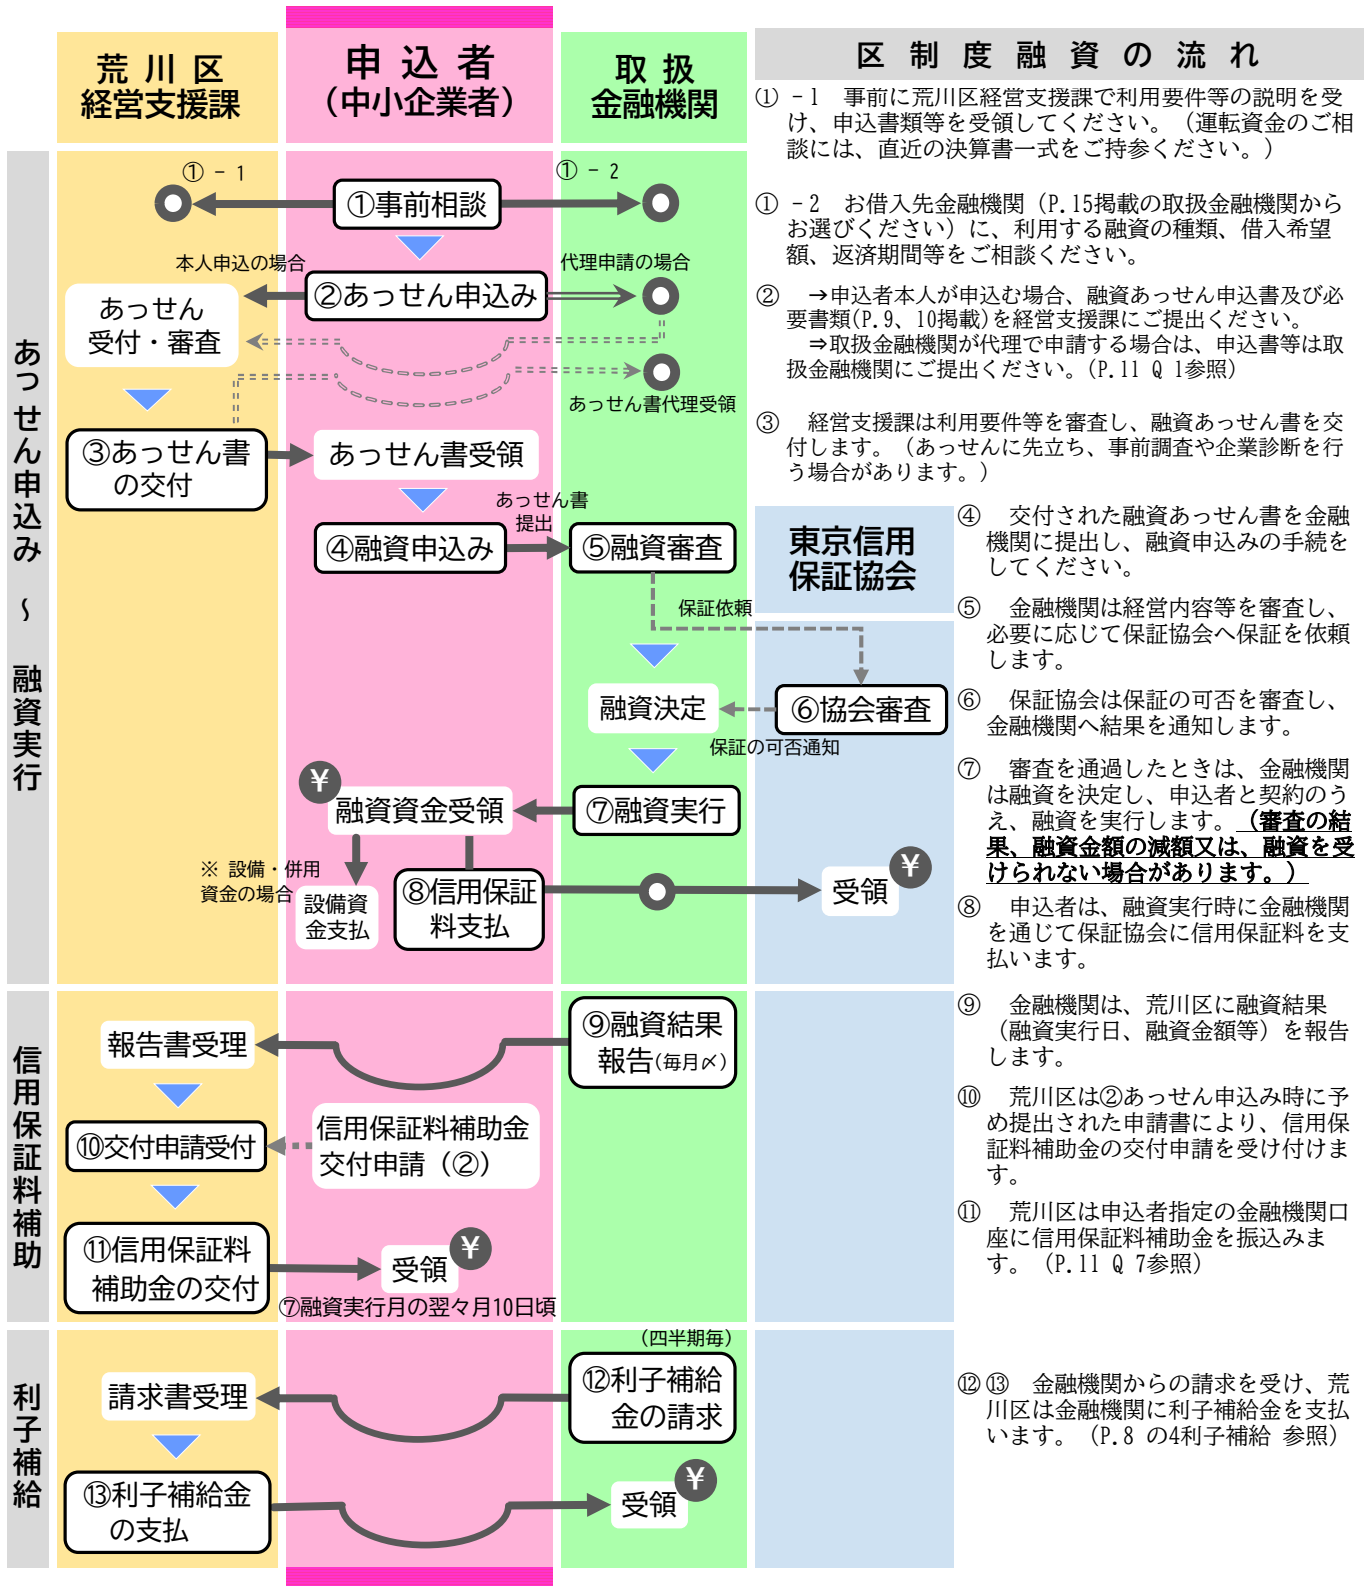 荒川区
経営支援課
申込者
（中小企業者）
取扱
金融機関
区制度融資の流れ
あっせん申込み ～ 融資実行
①－1
①－2
①事前相談
本人申込の場合
代理申請の場合
②あっせん申込み
あっせん
受付・審査
あっせん書代理受領
③あっせん書
の交付
あっせん書受領
あっせん書
提出
④融資申込み
⑤融資審査
東京信用
保証協会
保証依頼
融資決定
⑥協会審査
保証の可否通知
¥
融資資金受領
⑦融資実行
※ 設備・併用
資金の場合
設備資
金支払
⑧信用保証
料支払
受領
¥
信用保証料補助
報告書受理
⑨融資結果
報告(毎月〆)
⑩交付申請受付
信用保証料補助金
交付申請（②）
⑪信用保証料
補助金の交付
受領
¥
⑦融資実行月の翌々月10日頃
利子補給
(四半期毎)
請求書受理
⑫利子補給
金の請求
⑬利子補給金
の支払
受領
¥
①－1 事前に荒川区経営支援課で利用要件等の説明を受
け、申込書類等を受領してください。（運転資金のご相
談には、直近の決算書一式をご持参ください。）
①－2 お借入先金融機関（P.15掲載の取扱金融機関から
お選びください）に、利用する融資の種類、借入希望
額、返済期間等をご相談ください。
② →申込者本人が申込む場合、融資あっせん申込書及び必
要書類(P.9、10掲載)を経営支援課にご提出ください。
⇒取扱金融機関が代理で申請する場合は、申込書等は取
扱金融機関にご提出ください。(P.11 Q 1参照）
③ 経営支援課は利用要件等を審査し、融資あっせん書を交
付します。（あっせんに先立ち、事前調査や企業診断を行
う場合があります。）
④ 交付された融資あっせん書を金融
機関に提出し、融資申込みの手続を
してください。
⑤ 金融機関は経営内容等を審査し、
必要に応じて保証協会へ保証を依頼
します。
⑥ 保証協会は保証の可否を審査し、
金融機関へ結果を通知します。
⑦ 審査を通過したときは、金融機関
は融資を決定し、申込者と契約のう
え、融資を実行します。（審査の結
果、融資金額の減額又は、融資を受
けられない場合があります。）
⑧ 申込者は、融資実行時に金融機関
を通じて保証協会に信用保証料を支
払います。
⑨ 金融機関は、荒川区に融資結果
（融資実行日、融資金額等）を報告
します。
⑩ 荒川区は②あっせん申込み時に予
め提出された申請書により、信用保
証料補助金の交付申請を受け付けま
す。
⑪ 荒川区は申込者指定の金融機関口
座に信用保証料補助金を振込みま
す。（P.11 Q 7参照）
⑫⑬ 金融機関からの請求を受け、荒
川区は金融機関に利子補給金を支払
います。（P.8 の4利子補給 参照）